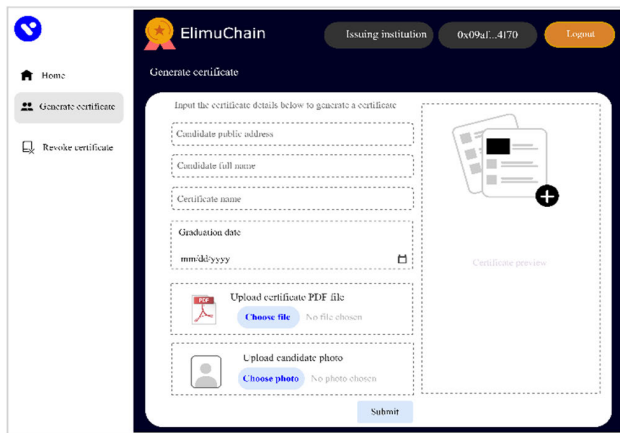 ElimuChain
Issuing institution
0x09af...4f70
Logout
Home
Generate certificate
Revoke certificate
Generate certificate
Input the certificate details below to generate a certificate
Candidate public address
Candidate full name
Certificate name
Graduation date
mm/dd/yyyy
PDF
Upload certificate PDF file
Choose file No file chosen
Upload candidate photo
Choose photo No photo chosen
Submit
Certificate preview